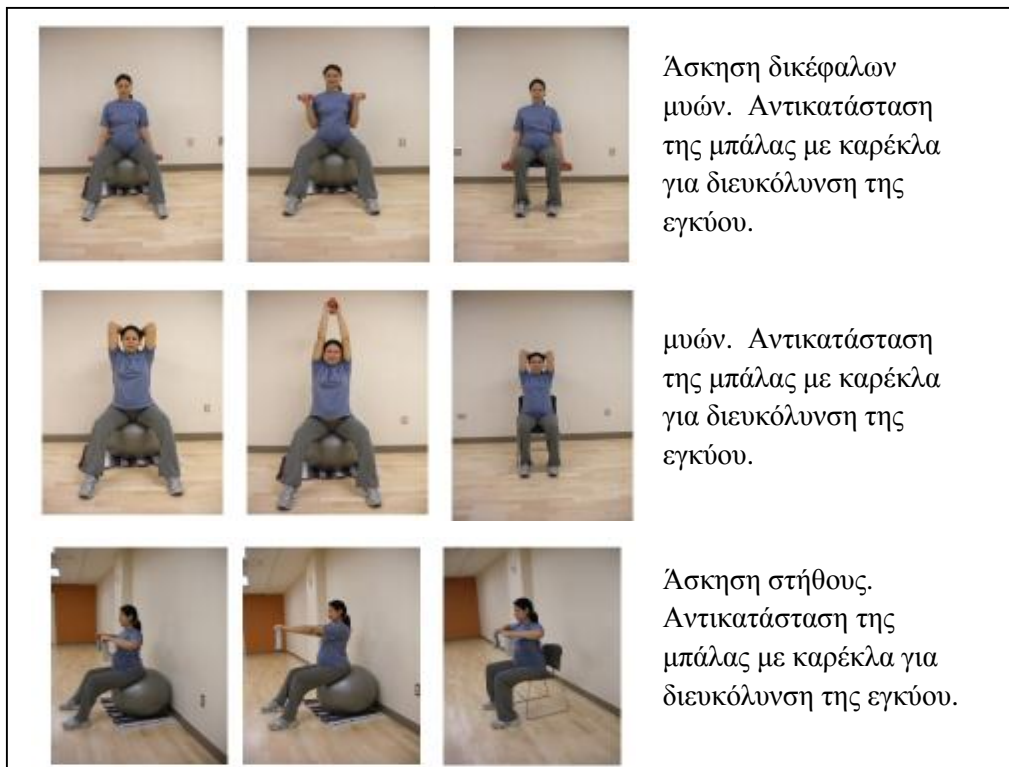 Άσκηση δικέφαλων
μυών. Αντικατάσταση
της μπάλας με καρέκλα
για διευκόλυνση της
εγκύου.
μυών. Αντικατάσταση
της μπάλας με καρέκλα
για διευκόλυνση της
εγκύου.
Άσκηση στήθους.
Αντικατάσταση της
μπάλας με καρέκλα για
διευκόλυνση της εγκύου.